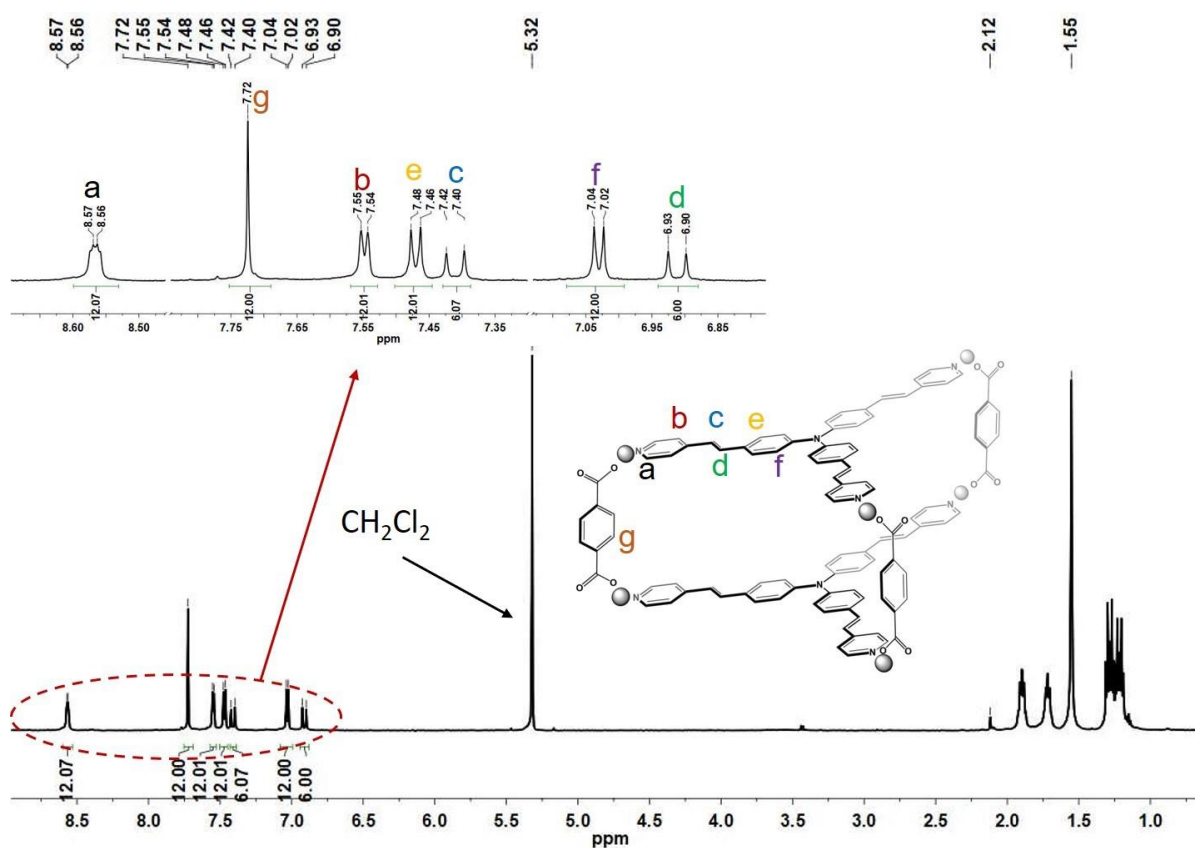 8.57 8.56 7.72 7.55 7.54 7.48 7.46 7.42 7.40 7.04 7.02 6.93 6.90 5.32 2.12 1.55
7.72
g
a
8.57 8.56
b
7.55 7.54
e
7.48 7.46
c
7.42 7.40
f
7.04 7.02
d
6.93 6.90
12.07 12.00 12.01 12.01 6.07 12.00 6.00
8.60 8.50 7.75 7.65 7.55 7.45 7.35 7.05 6.95 6.85
ppm
N O O
b c e
N
a d f
N
O O
N
O O
O O
N
g
CH2Cl2
O O
N
N
O O
N O
12.07 12.00 12.01 12.01 6.07 12.00 6.00
8.5 8.0 7.5 7.0 6.5 6.0 5.5 5.0 4.5 4.0 3.5 3.0 2.5 2.0 1.5 1.0
ppm